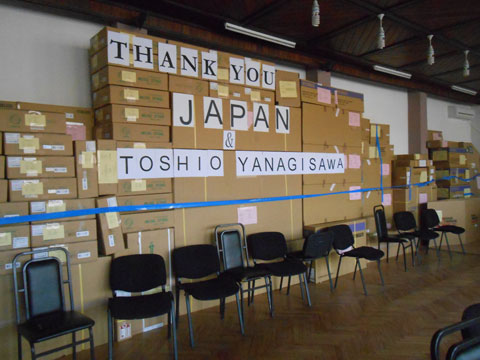 THANK YOU
JAPAN
&
TOSHIO YANAGISAWA